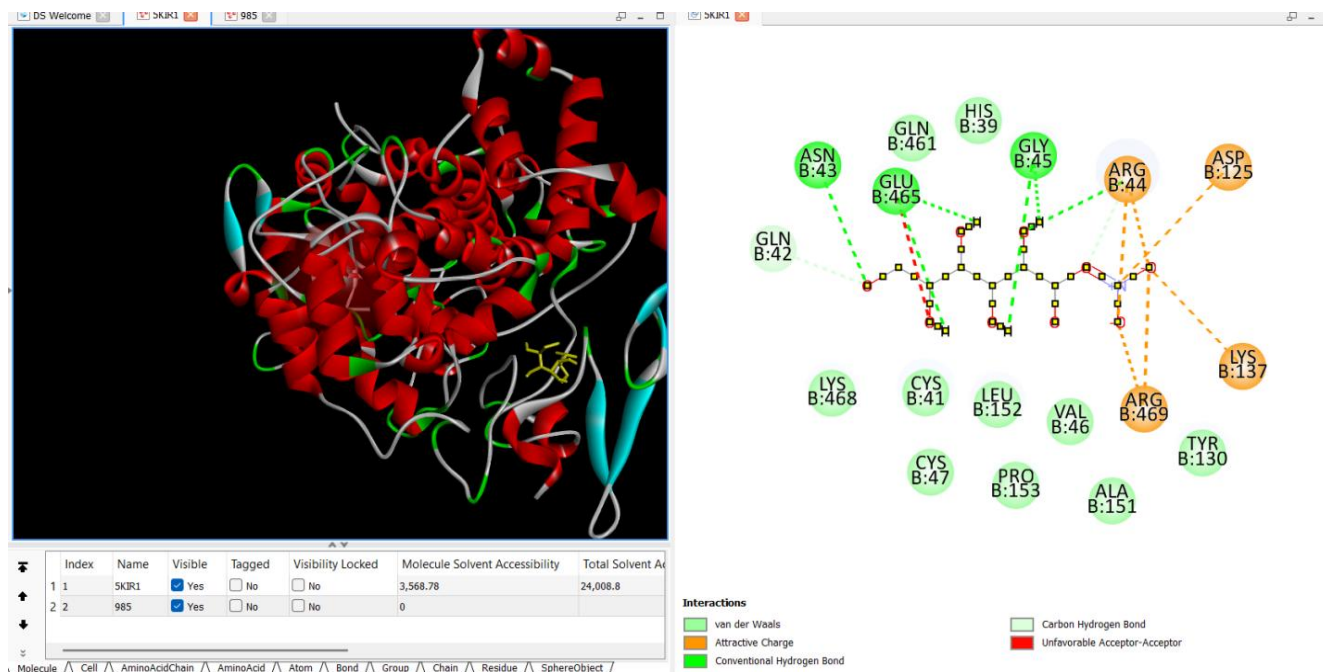 DS Welcome
5KIR1
985
5KIR1
HIS
B:39
GLN
B:461
GLY
B:45
ASN
B:43
GLU
B:465
ARG
B:44
ASP
B:125
GLN
B:42
LYS
B:468
CYS
B:41
LEU
B:152
VAL
B:46
ARG
B:469
LYS
B:137
CYS
B:47
PRO
B:153
ALA
B:151
TYR
B:130
Index Name Visible Tagged Visibility Locked Molecule Solvent Accessibility Total Solvent Ac
1 1 5KIR1 Yes No No 3,568.78 24,008.8
2 2 985 Yes No No 0
Molecule Cell AminoAcidChain AminoAcid Atom Bond Group Chain Residue SphereObject
Interactions
van der Waals
Attractive Charge
Conventional Hydrogen Bond
Carbon Hydrogen Bond
Unfavorable Acceptor-Acceptor